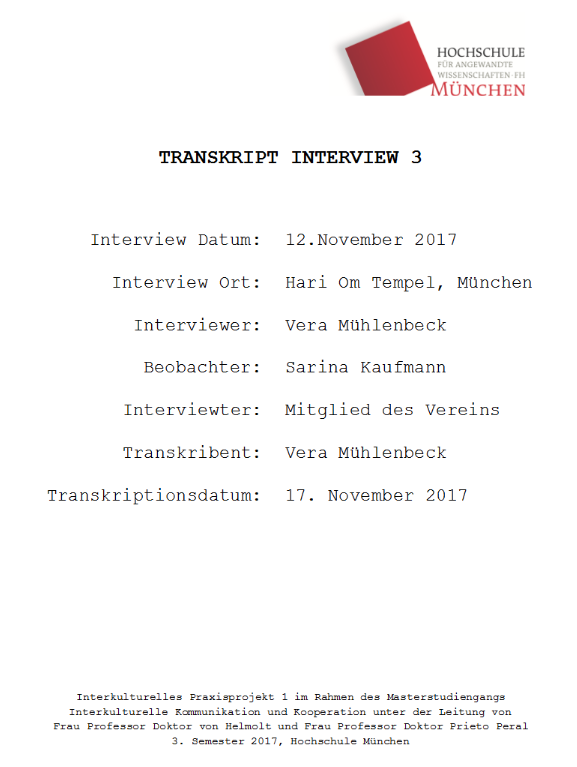 HOCHSCHULE
FÜR ANGEWANDTE
WISSENSCHAFTEN·FH
MÜNCHEN
TRANSKRIPT INTERVIEW 3
Interview Datum: 12.November 2017
Interview Ort: Hari Om Tempel, München
Interviewer: Vera Mühlenbeck
Beobachter: Sarina Kaufmann
Interviewter: Mitglied des Vereins
Transkribent: Vera Mühlenbeck
Transkriptionsdatum: 17. November 2017
Interkulturelles Praxisprojekt 1 im Rahmen des Masterstudiengangs
Interkulturelle Kommunikation und Kooperation unter der Leitung von
Frau Professor Doktor von Helmolt und Frau Professor Doktor Prieto Peral
3. Semester 2017, Hochschule München